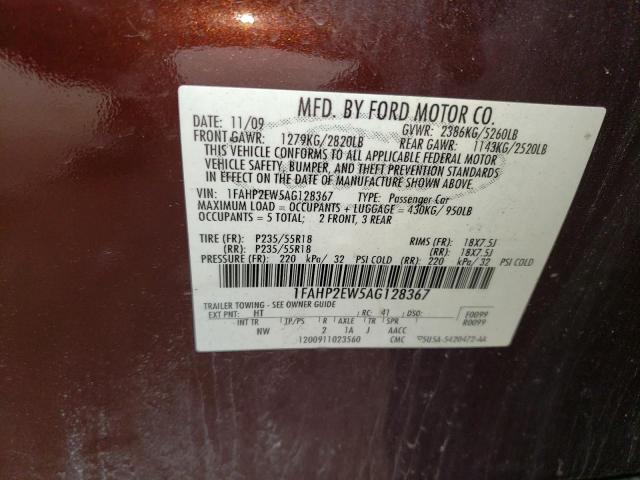 MFD. BY FORD MOTOR CO.
DATE: 11/09 GVWR: 2386KG/5260LB
FRONT GAWR: 1279KG/2820LB REAR GAWR: 1143KG/2520LB
THIS VEHICLE CONFORMS TO ALL APPLICABLE FEDERAL MOTOR
VEHICLE SAFETY, BUMPER, AND THEFT PREVENTION STANDARDS
IN EFFECT ON THE DATE OF MANUFACTURE SHOWN ABOVE.
VIN: 1FAHP2EW5AG128367 TYPE: Passenger Car
MAXIMUM LOAD = OCCUPANTS + LUGGAGE = 430KG/ 950LB
OCCUPANTS = 5 TOTAL; 2 FRONT, 3 REAR
TIRE (FR): P235/55R18 RIMS (FR): 18X7.5J
(RR): P235/55R18 (RR): 18X7.5J
PRESSURE (FR): 220 kPa/ 32 PSI COLD (RR): 220 kPa/ 32 PSI COLD
1FAHP2EW5AG128367
TRAILER TOWING - SEE OWNER GUIDE
EXT PNT: HT RC: 41 DSO: F0099
R0099
INT TR TP/PS R AXLE TR SPR
NW 2 1A J AACC
1200911023560 CMC 5U5A-5420472-AA